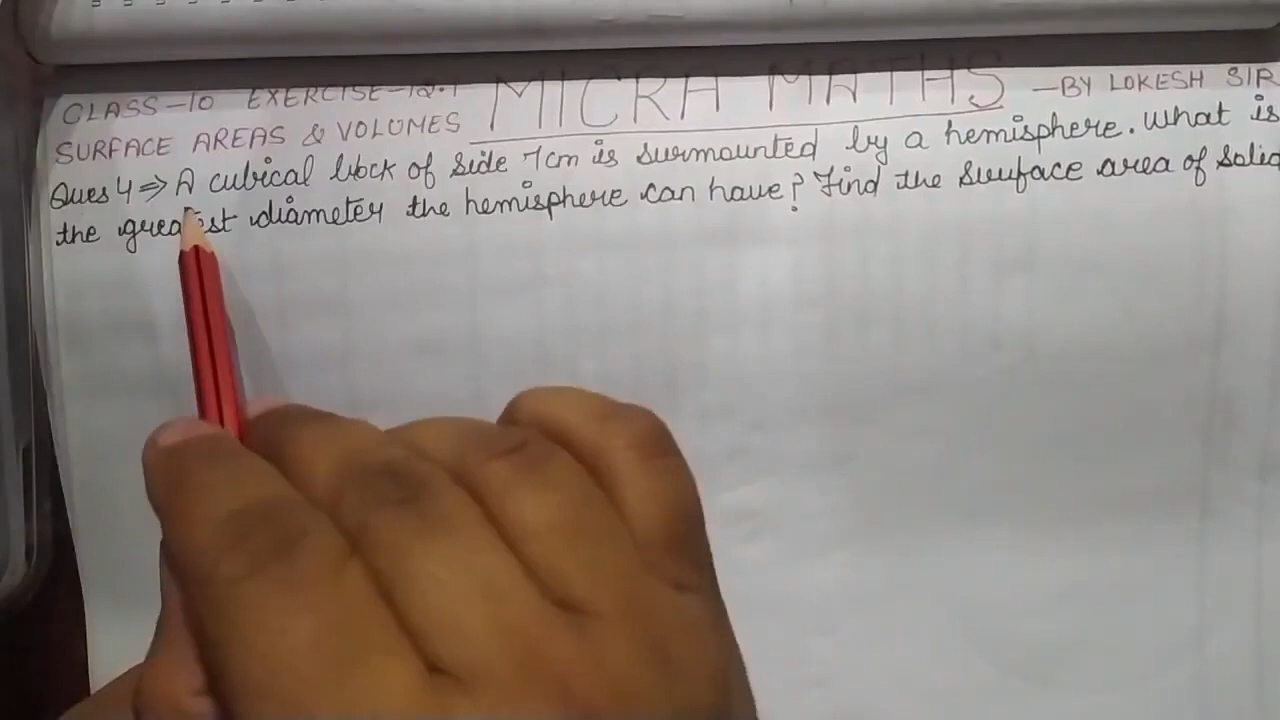 CLASS-10 EXERCISE-12.1 MICRA MATHS -BY LOKESH SIR
SURFACE AREAS & VOLUMES
Ques 4 ⇒ A cubical block of side 7cm is surmounted by a hemisphere. What is
the greatest diameter the hemisphere can have? Find the surface area of solid